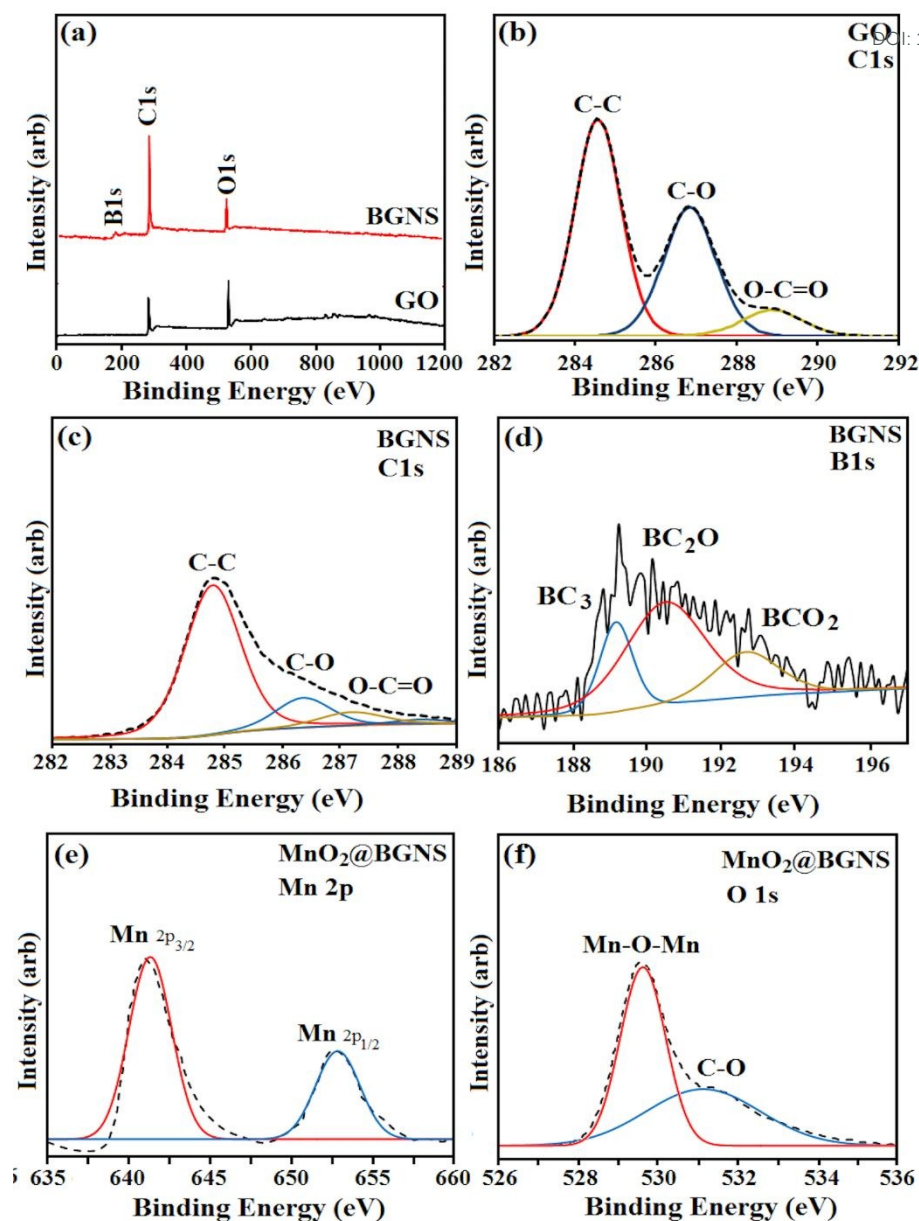 (a)
C1s
O1s
B1s
BGNS
GO
Intensity (arb)
0 200 400 600 800 1000 1200
Binding Energy (eV)
(b)
GO
DOI:
C1s
C-C
C-O
O-C=O
Intensity (arb)
282 284 286 288 290 292
Binding Energy (eV)
(c)
BGNS
C1s
C-C
C-O
O-C=O
Intensity (arb)
282 283 284 285 286 287 288 289
Binding Energy (eV)
(d)
BGNS
B1s
BC2O
BC3
BCO2
Intensity (arb)
186 188 190 192 194 196
Binding Energy (eV)
(e)
MnO2@BGNS
Mn 2p
Mn 2p3/2
Mn 2p1/2
Intensity (arb)
5 635 640 645 650 655 660
Binding Energy (eV)
(f)
MnO2@BGNS
O 1s
Mn-O-Mn
C-O
Intensity (arb)
526 528 530 532 534 536
Binding Energy (eV)